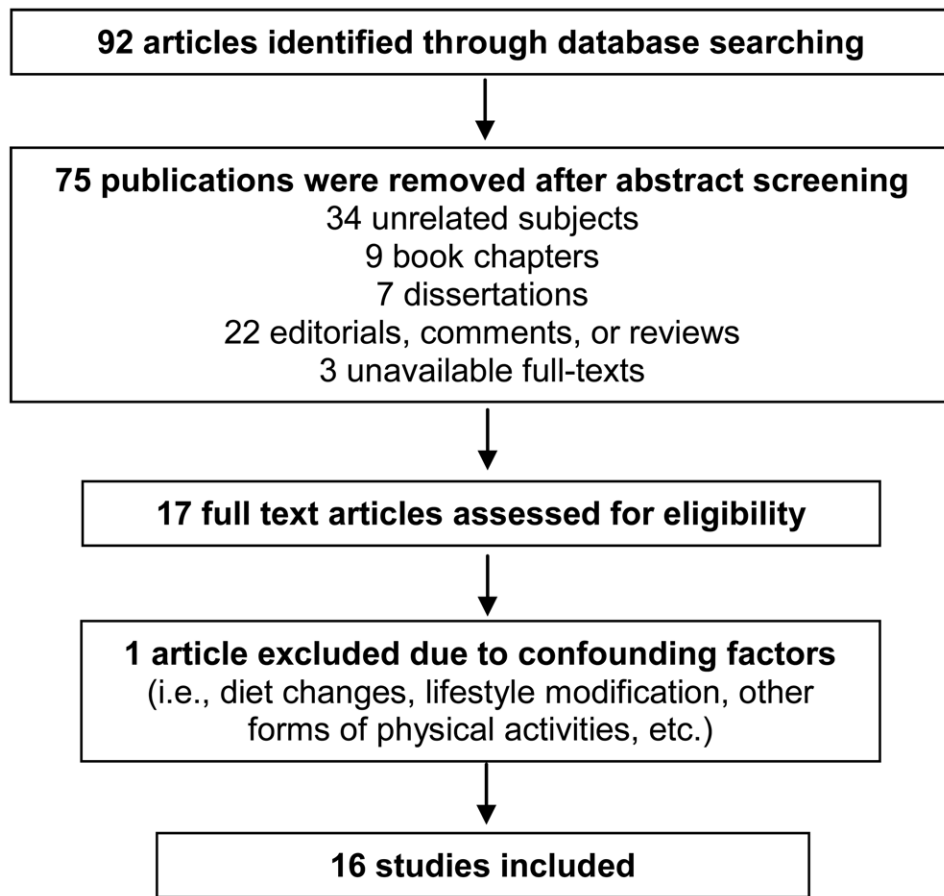 92 articles identified through database searching
75 publications were removed after abstract screening
34 unrelated subjects
9 book chapters
7 dissertations
22 editorials, comments, or reviews
3 unavailable full-texts
17 full text articles assessed for eligibility
1 article excluded due to confounding factors
(i.e., diet changes, lifestyle modification, other
forms of physical activities, etc.)
16 studies included